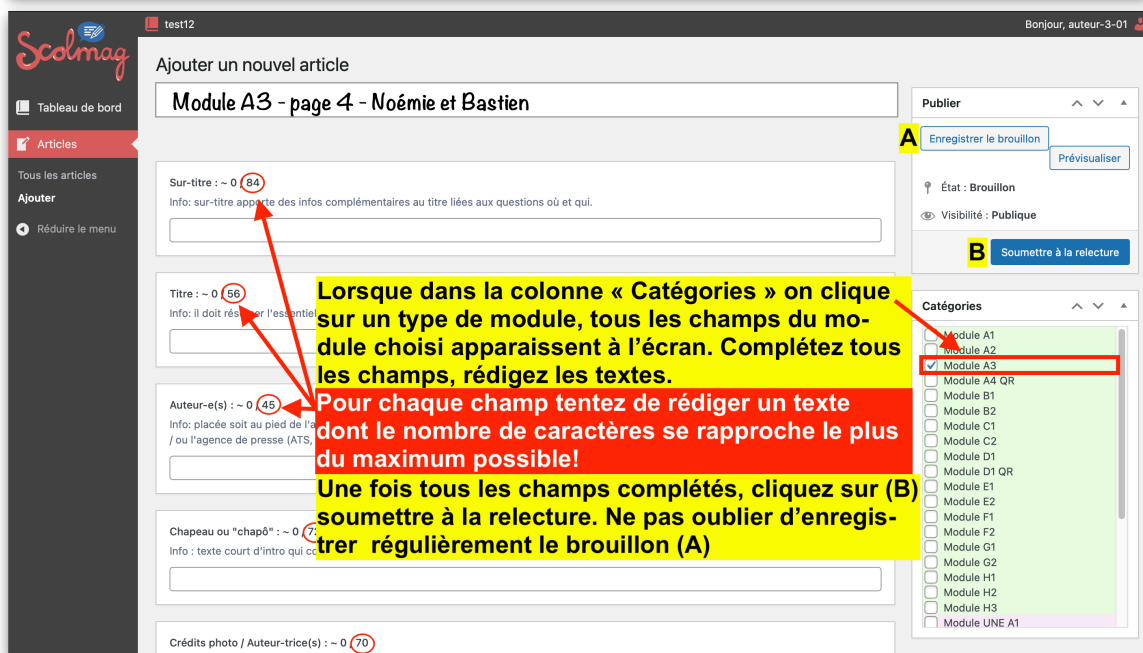 Scolmag
test12
Bonjour, auteur-3-01
Tableau de bord
Articles
Tous les articles
Ajouter
Réduire le menu
Ajouter un nouvel article
Module A3 - page 4 - Noémie et Bastien
Sur-titre : ~ 0 / 84
Info: sur-titre apporte des infos complémentaires au titre liées aux questions où et qui.
Titre : ~ 0 / 56
Info: il doit l'essentiel
Auteur-e(s) : ~ 0 / 45
Info: placée soit au pied de
/ ou l'agence de presse (ATS,
Chapeau ou "chapô" : ~ 0 /
Info : texte court d'intro qui
Crédits photo / Auteur-trice(s) : ~ 0 / 70
Lorsque dans la colonne « Catégories » on clique
sur un type de module, tous les champs du mo-
dule choisi apparaissent à l’écran. Complétez tous
les champs, rédigez les textes.
Pour chaque champ tentez de rédiger un texte
dont le nombre de caractères se rapproche le plus
du maximum possible!
Une fois tous les champs complétés, cliquez sur (B)
soumettre à la relecture. Ne pas oublier d’enregis-
trer régulièrement le brouillon (A)
Publier
A
Enregistrer le brouillon
Prévisualiser
État : Brouillon
Visibilité : Publique
B
Soumettre à la relecture
Catégories
Module A1
Module A2
Module A3
Module A4 QR
Module B1
Module B2
Module C1
Module C2
Module D1
Module D1 QR
Module E1
Module E2
Module F1
Module F2
Module G1
Module G2
Module H1
Module H2
Module H3
Module UNE A1